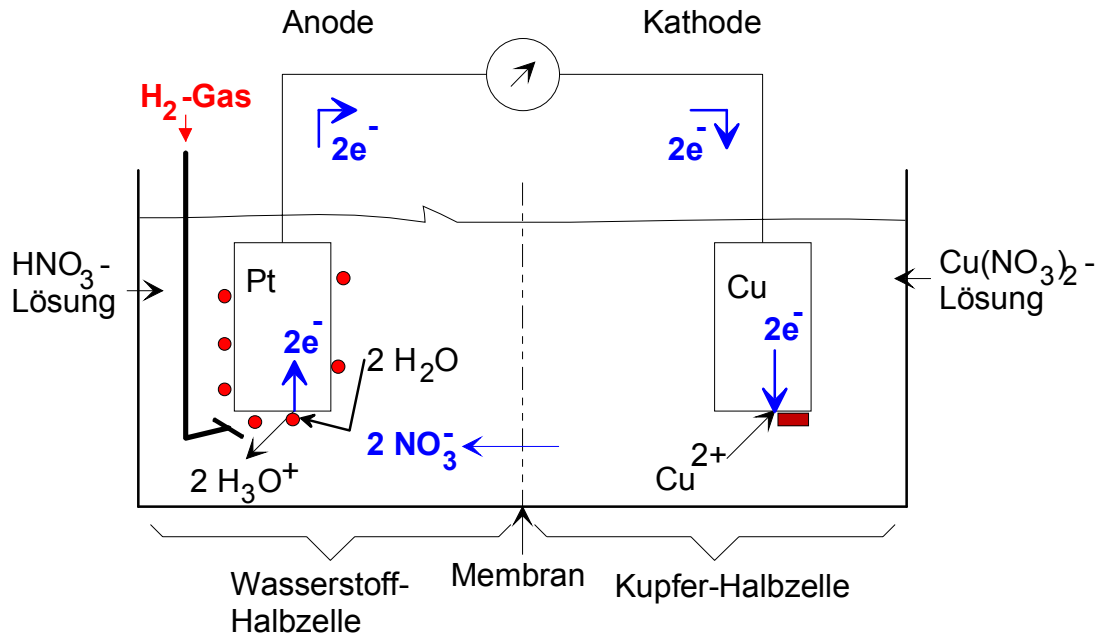 Anode
Kathode
H₂-Gas
2e⁻
2e⁻
HNO₃-
Lösung
Pt
Cu
Cu(NO₃)₂-
Lösung
2e⁻
2e⁻
2 H₂O
2 NO₃⁻
2 H₃O⁺
Cu²⁺
Wasserstoff-
Halbzelle
Membran
Kupfer-Halbzelle